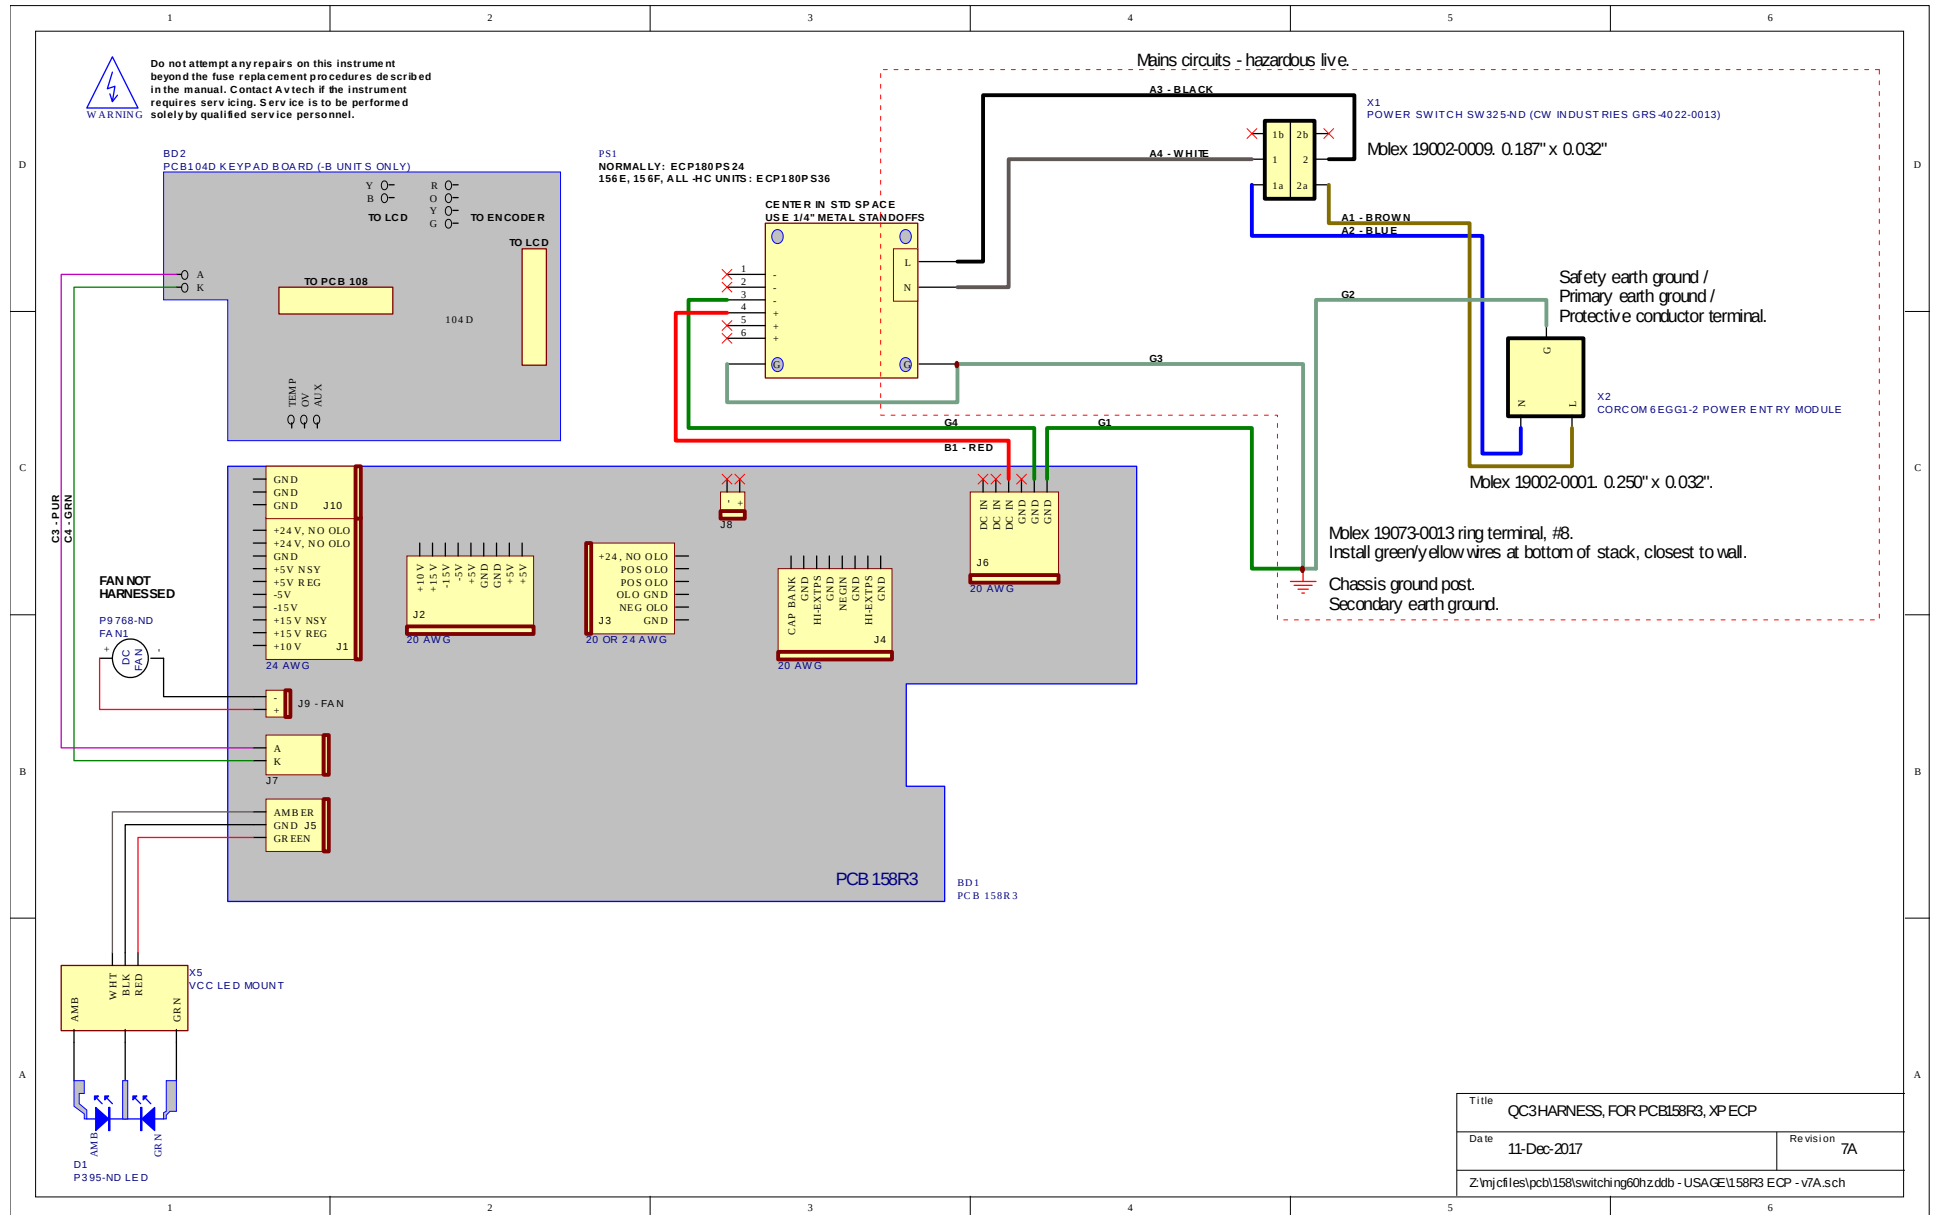 1 2 3 4 5 6
Mains circuits - hazardous live.
Do not attempt any repairs on this instrument
beyond the fuse replacement procedures described
in the manual. Contact Avtech if the instrument
requires servicing. Service is to be performed
solely by qualified service personnel.
WARNING
A3 - BLACK
X1
POWER SWITCH SW325-ND (CW INDUSTRIES GRS-4022-0013)
1b 2b
1 2
1a 2a
Molex 19002-0009. 0.187" x 0.032"
A4 - WHITE
D
D
BD2
PCB104D KEYPAD BOARD (-B UNITS ONLY)
Y
B
TO LCD
R
O
Y
G
TO ENCODER
TO LCD
A
K
TO PCB 108
104D
TEMP
OV
AUX
PS1
NORMALLY: ECP180PS24
156E, 156F, ALL -HC UNITS: ECP180PS36
CENTER IN STD SPACE
USE 1/4" METAL STANDOFFS
L
N
1 -
2 -
3 -
4 +
5 +
6 +
G G
A1 - BROWN
A2 - BLUE
G2
Safety earth ground /
Primary earth ground /
Protective conductor terminal.
G3
G
N
L
X2
CORCOM 6EGG1-2 POWER ENTRY MODULE
G4
G1
B1 - RED
C
C
Molex 19002-0001. 0.250" x 0.032".
C3 - PUR
C4 - GRN
GND
GND
GND
J10
+24V, NO OLO
+24V, NO OLO
GND
+5V NSY
+5V REG
-5V
-15V
+15V NSY
+15V REG
+10V
J1
24 AWG
+10V
+15V
-15V
-5V
+5V
GND
GND
+5V
+5V
J2
20 AWG
+24, NO OLO
POS OLO
POS OLO
OLO GND
NEG OLO
GND
J3
20 OR 24 AWG
- +
J8
CAP BANK
GND
HI-EXTPS
GND
NEGIN
GND
HI-EXTPS
GND
J4
20 AWG
DC IN
DC IN
DC IN
GND
GND
GND
J6
20 AWG
Molex 19073-0013 ring terminal, #8.
Install green/yellow wires at bottom of stack, closest to wall.
Chassis ground post.
Secondary earth ground.
FAN NOT
HARNESSED
P9768-ND
FAN1
+ -
DC
FAN
-
+
J9 - FAN
A
K
J7
B
B
AMBER
GND J5
GREEN
PCB 158R3
BD1
PCB 158R3
X5
VCC LED MOUNT
AMB
WHT
BLK
RED
GRN
A
A
AMB
GRN
D1
P395-ND LED
Title
QC3 HARNESS, FOR PCB158R3, XP ECP
Date
11-Dec-2017
Revision
7A
Z:\mjcfiles\pcb\158\switching60hz.ddb - USAGE\158R3 ECP - v7A.sch
1 2 3 4 5 6